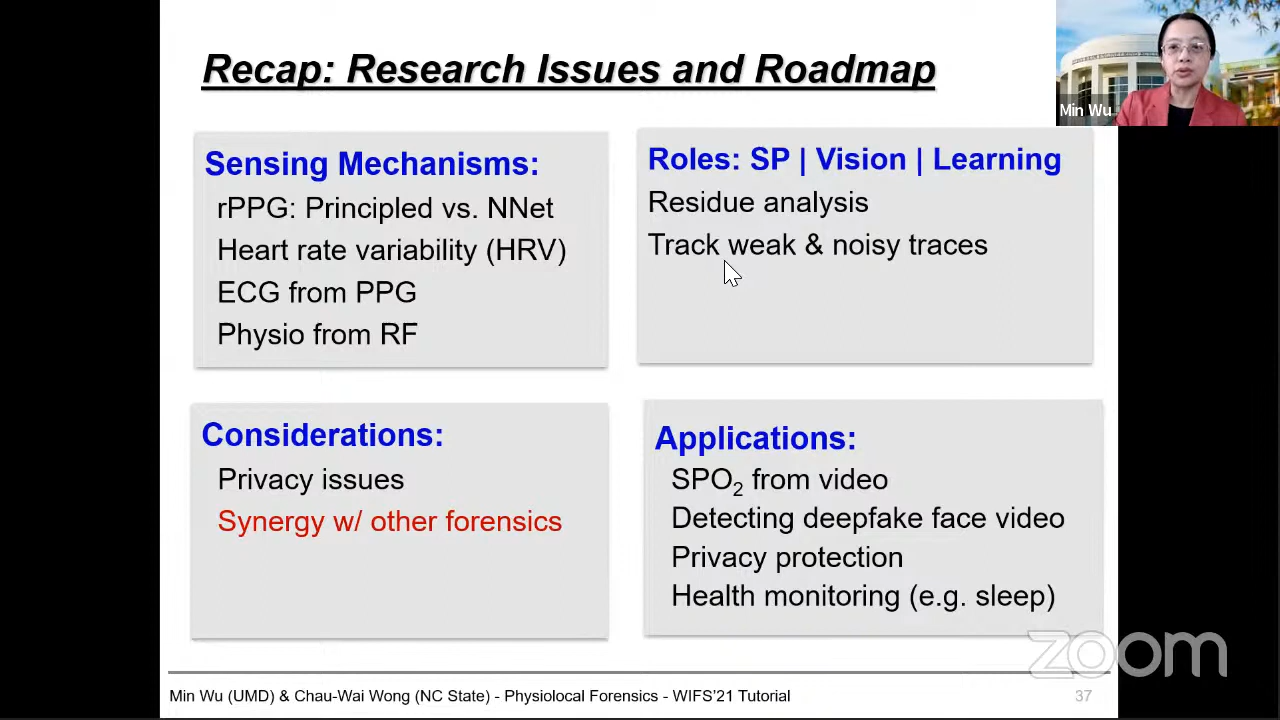 Recap: Research Issues and Roadmap
Min Wu
Sensing Mechanisms:
rPPG: Principled vs. NNet
Heart rate variability (HRV)
ECG from PPG
Physio from RF
Roles: SP | Vision | Learning
Residue analysis
Track weak & noisy traces
Considerations:
Privacy issues
Synergy w/ other forensics
Applications:
SPO2 from video
Detecting deepfake face video
Privacy protection
Health monitoring (e.g. sleep)
zoom
Min Wu (UMD) & Chau-Wai Wong (NC State) - Physiolocal Forensics - WIFS'21 Tutorial
37